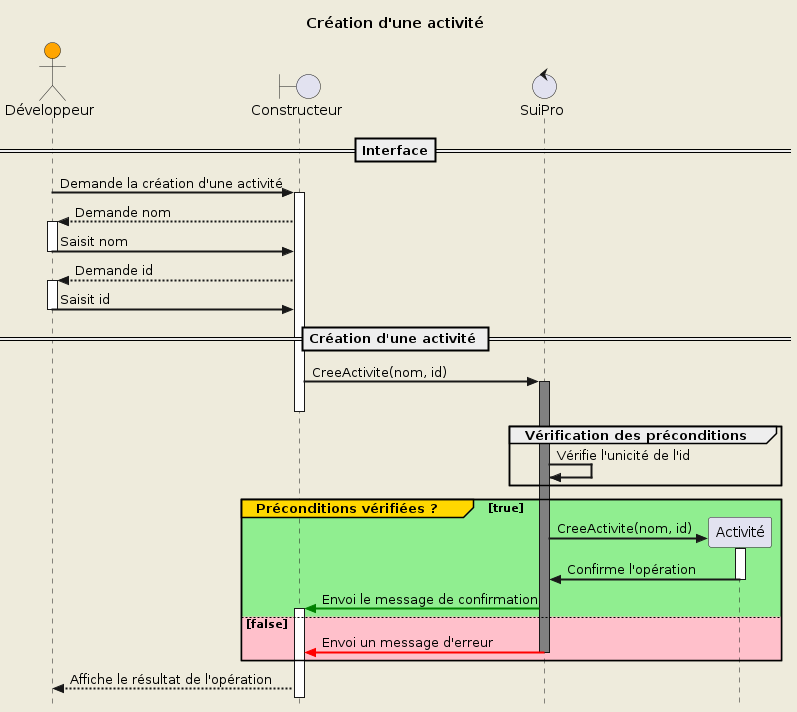 Création d'une activité
Développeur
Constructeur
SuiPro
Interface
Demande la création d'une activité
Demande nom
Saisit nom
Demande id
Saisit id
Création d'une activité
CreeActivite(nom, id)
Vérification des préconditions
Vérifie l'unicité de l'id
Préconditions vérifiées ? [true]
CreeActivite(nom, id)
Activité
Confirme l'opération
Envoi le message de confirmation
[false]
Envoi un message d'erreur
Affiche le résultat de l'opération